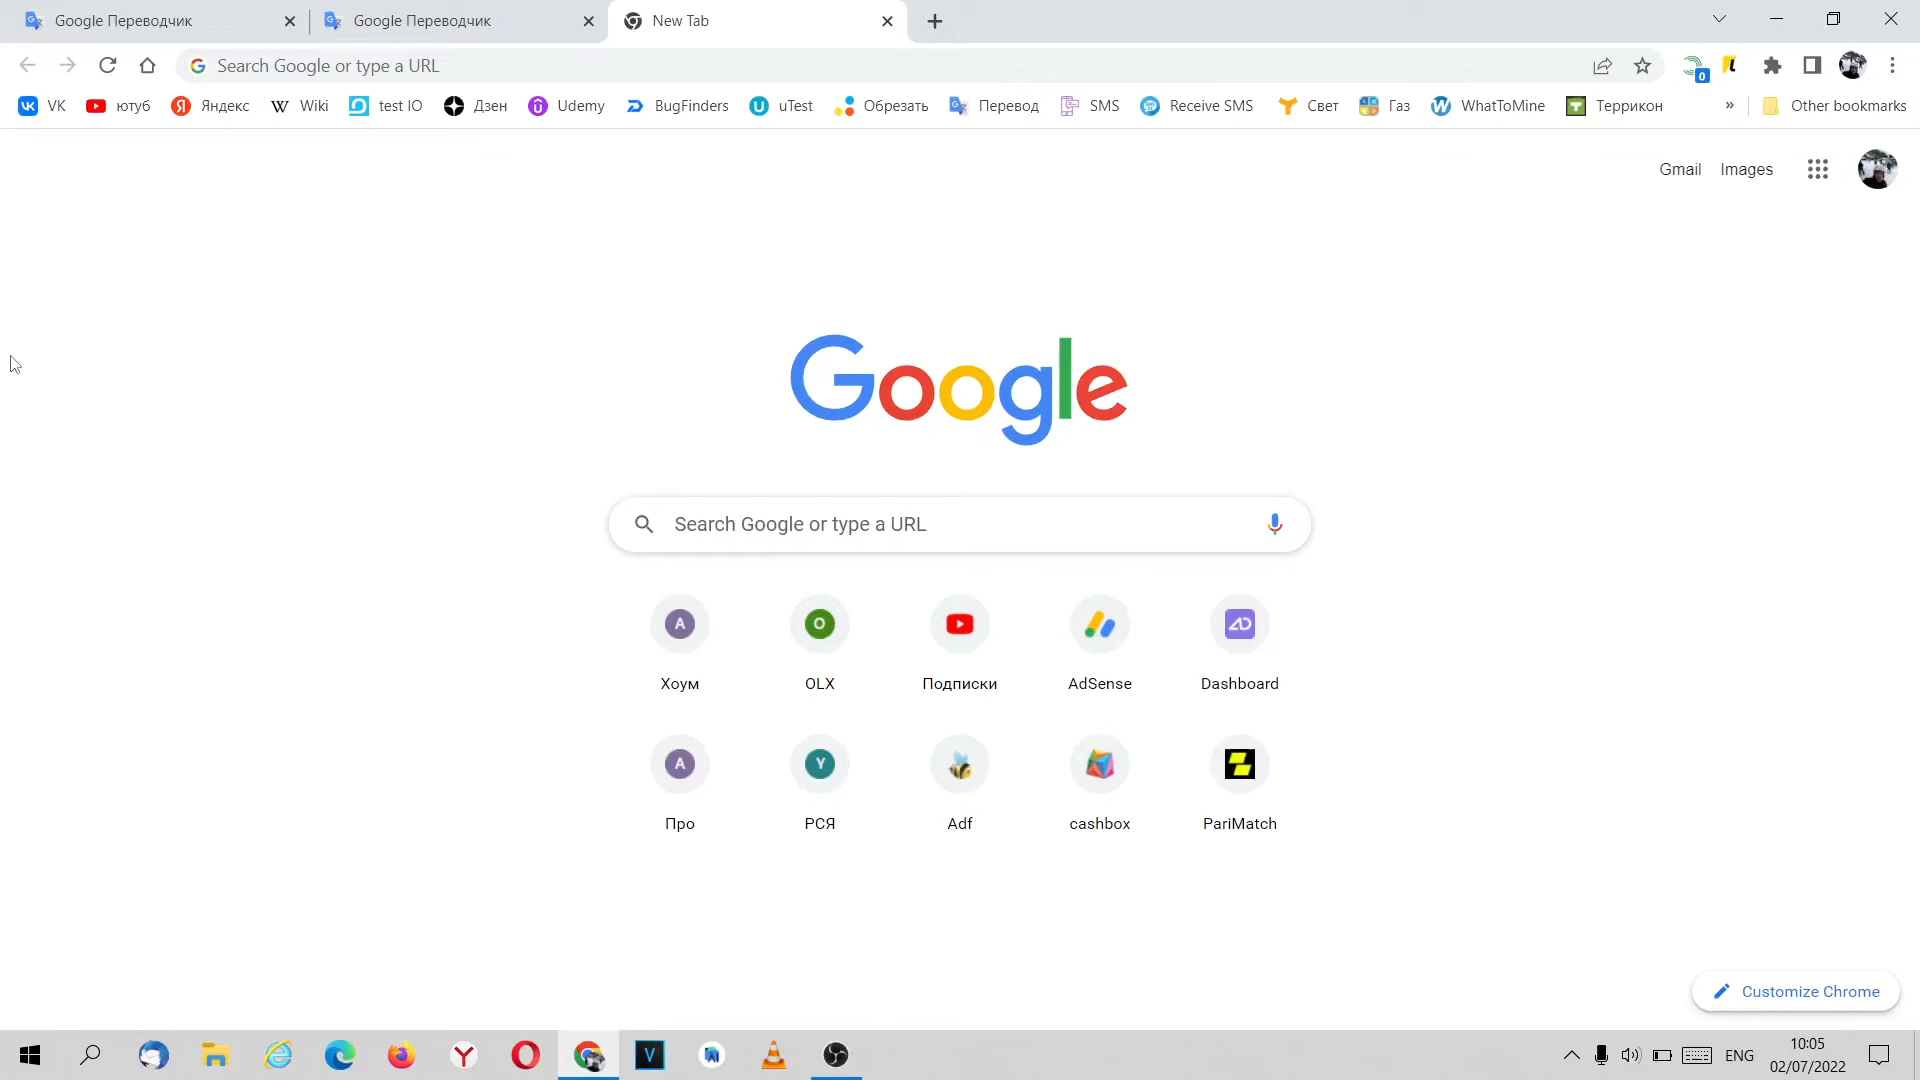 Google Переводчик
Google Переводчик
New Tab
Search Google or type a URL
0
VK
ютуб
Яндекс
Wiki
test IO
Дзен
Udemy
BugFinders
uTest
Обрезать
Перевод
SMS
Receive SMS
Свет
Газ
WhatToMine
Террикон
»
Other bookmarks
Gmail
Images
Google
Search Google or type a URL
A
O
Хоум
OLX
Подписки
AdSense
Dashboard
A
Y
Про
РСЯ
Adf
cashbox
PariMatch
Customize Chrome
ENG
10:05
02/07/2022